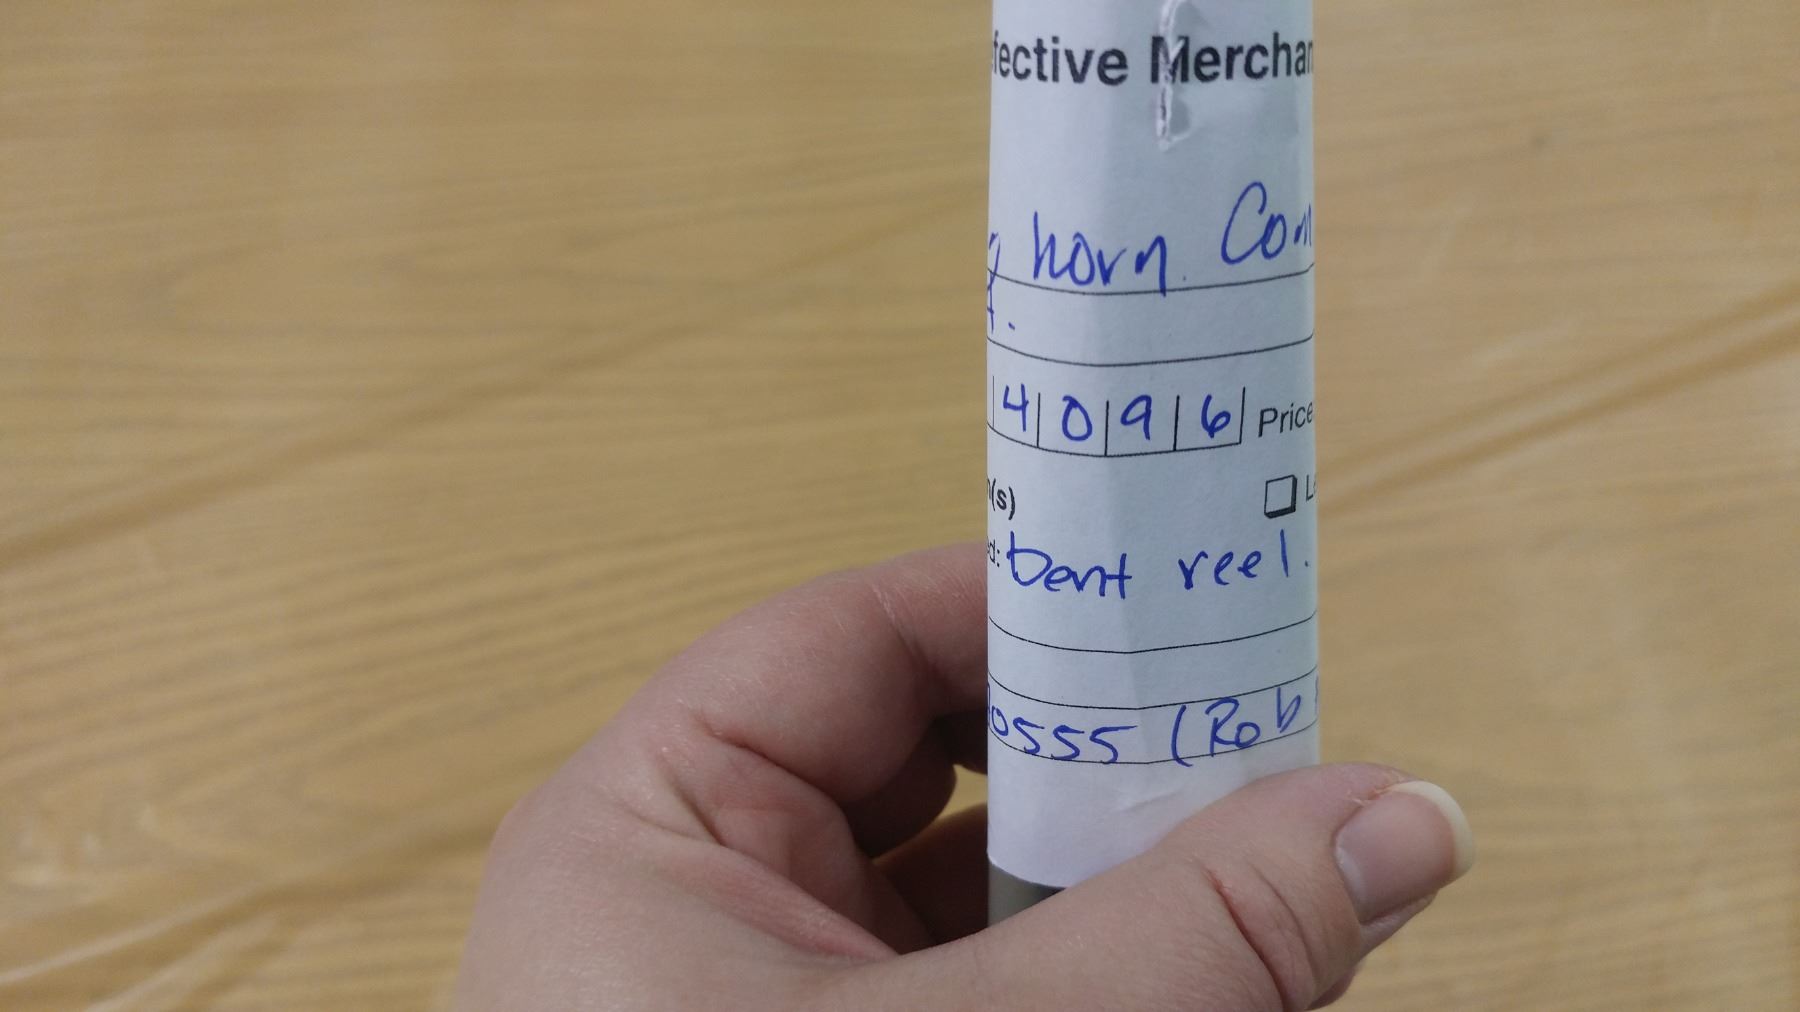 fective Merchan
horn. Com
4 0 9 6 Price
(s) L
d: bent reel.
0555 (Rob